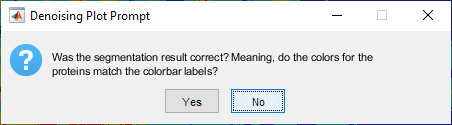 Denoising Plot Prompt
Was the segmentation result correct? Meaning, do the colors for the
proteins match the colorbar labels?
Yes No